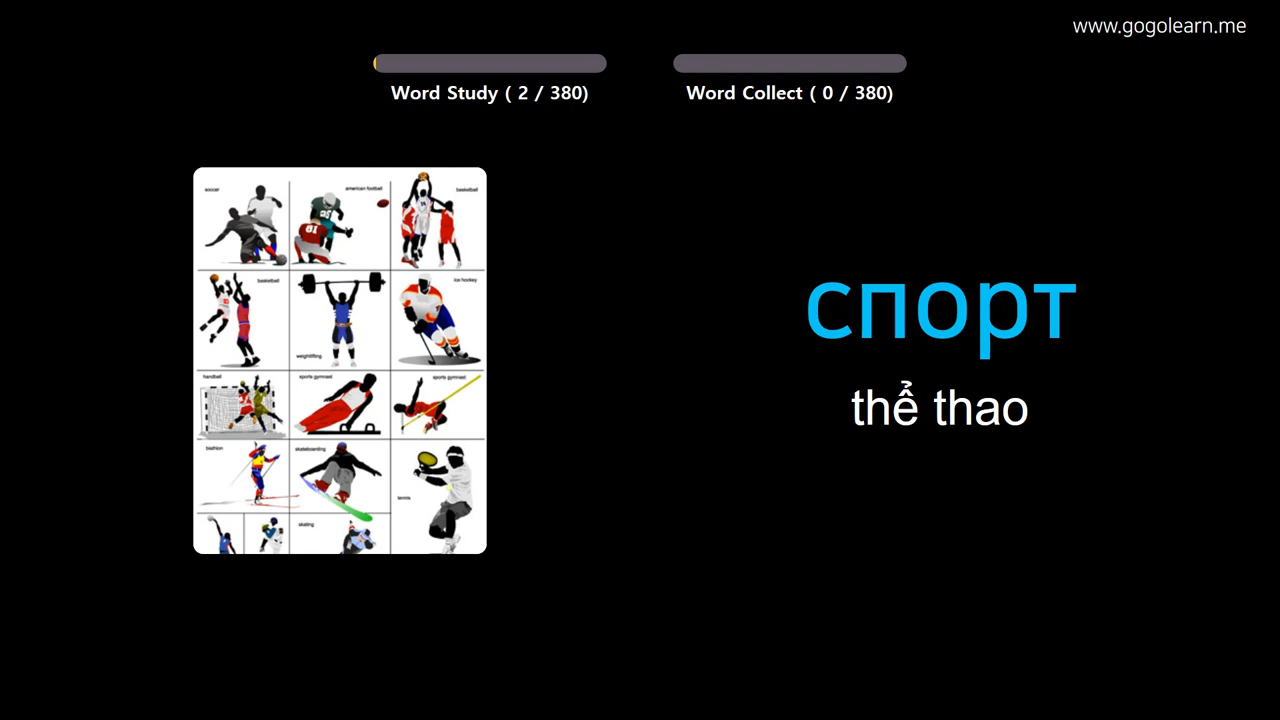 www.gogolearn.me
Word Study ( 2 / 380)
Word Collect ( 0 / 380)
soccer
american football
basketball
basketball
weightlifting
ice hockey
handball
sports gymnast
sports gymnast
biathlon
skateboarding
tennis
skating
спорт
thể thao